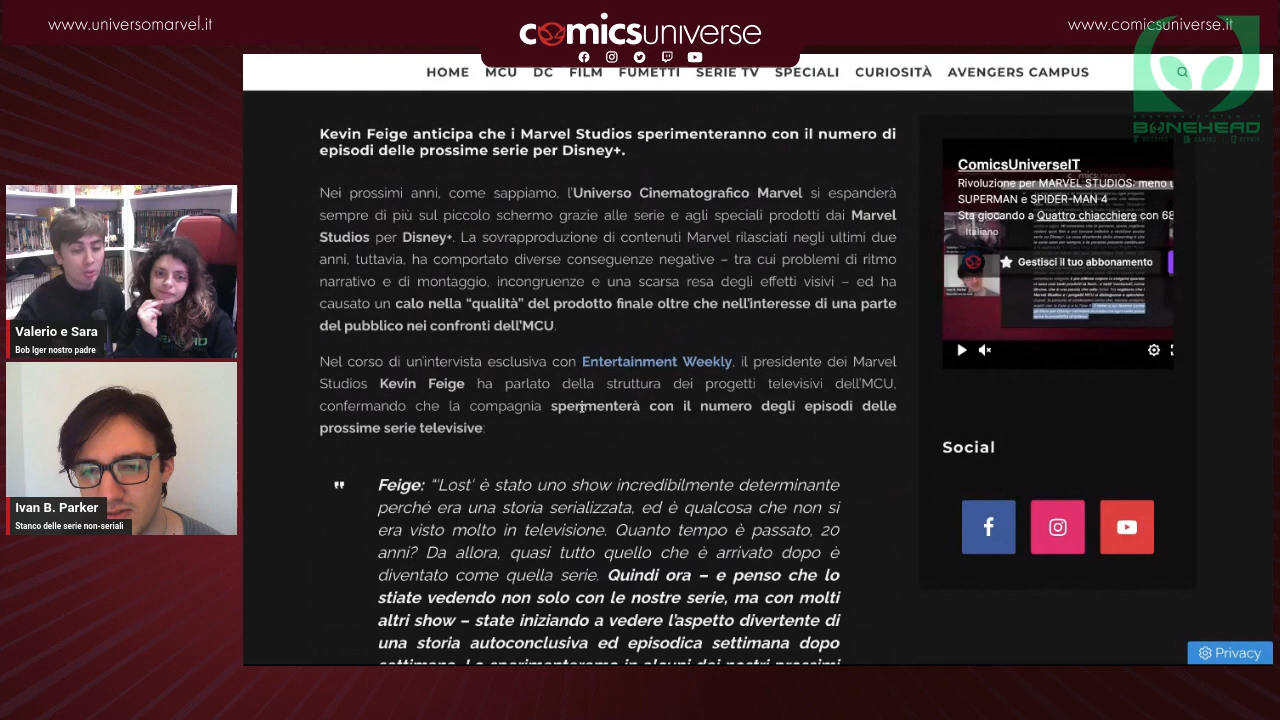 www.universomarvel.it
comicsuniverse
www.comicsuniverse.it
HOME MCU DC FILM FUMETTI SERIE TV SPECIALI CURIOSITÀ AVENGERS CAMPUS
BONEHEAD
Kevin Feige anticipa che i Marvel Studios sperimenteranno con il numero di
episodi delle prossime serie per Disney+.
Nei prossimi anni, come sappiamo, l'Universo Cinematografico Marvel si espanderà
sempre di più sul piccolo schermo grazie alle serie e agli speciali prodotti dai Marvel
Studios per Disney+. La sovrapproduzione di contenuti Marvel rilasciati negli ultimi due
anni, tuttavia, ha comportato diverse conseguenze negative – tra cui problemi di ritmo
narrativo e di montaggio, incongruenze e una scarsa resa degli effetti visivi – ed ha
causato un calo nella “qualità” del prodotto finale oltre che nell'interesse di una parte
del pubblico nei confronti dell'MCU.
Nel corso di un'intervista esclusiva con Entertainment Weekly, il presidente dei Marvel
Studios Kevin Feige ha parlato della struttura dei progetti televisivi dell'MCU,
confermando che la compagnia sperimenterà con il numero degli episodi delle
prossime serie televisive:
Feige: “‘Lost’ è stato uno show incredibilmente determinante
perché era una storia serializzata, ed è qualcosa che non si
era visto molto in televisione. Quanto tempo è passato, 20
anni? Da allora, quasi tutto quello che è arrivato dopo è
diventato come quella serie. Quindi ora – e penso che lo
stiate vedendo non solo con le nostre serie, ma con molti
altri show – state iniziando a vedere l'aspetto divertente di
una storia autoconclusiva ed episodica settimana dopo
settimana. Lo sperimenteremo in alcuni dei nostri prossimi
ComicsUniverseIT
Rivoluzione per MARVEL STUDIOS: meno
SUPERMAN e SPIDER-MAN 4
Sta giocando a Quattro chiacchiere con 68
Italiano
Gestisci il tuo abbonamento
Social
Privacy
Valerio e Sara
Bob Iger nostro padre
Ivan B. Parker
Stanco delle serie non-seriali